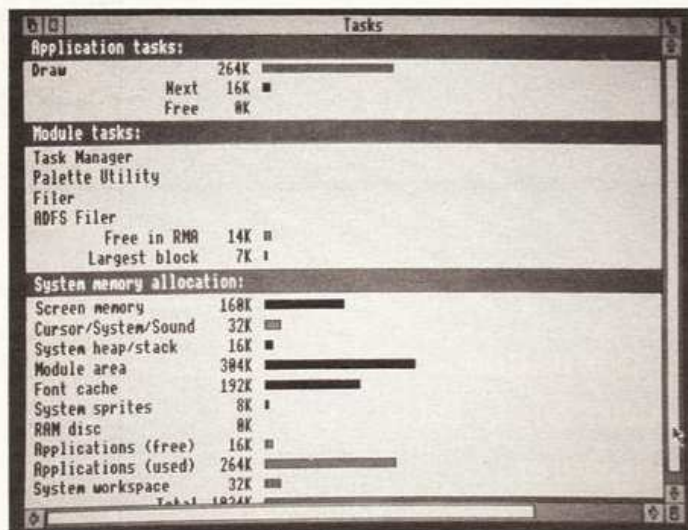 Tasks
Application tasks:
Draw 264K
Next 16K
Free 0K
Module tasks:
Task Manager
Palette Utility
Filer
ADFS Filer
Free in RMA 14K
Largest block 7K
System memory allocation:
Screen memory 160K
Cursor/System/Sound 32K
System heap/stack 16K
Module area 304K
Font cache 192K
System sprites 8K
RAM disc 0K
Applications (free) 16K
Applications (used) 264K
System workspace 32K
Total 1024K